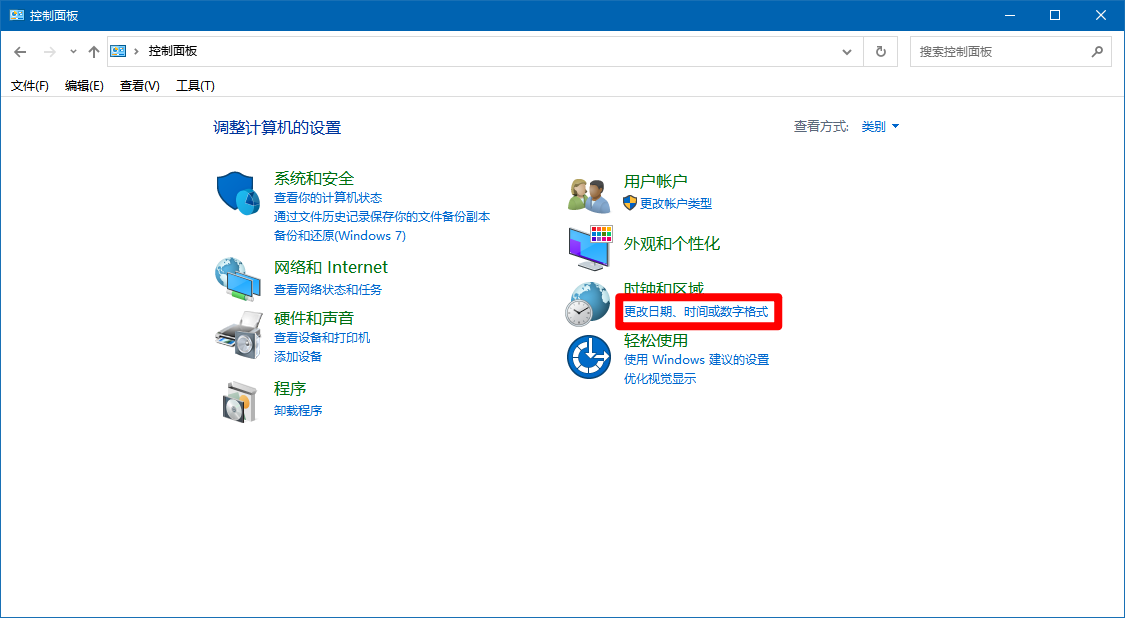 控制面板
控制面板
搜索控制面板
文件(F) 编辑(E) 查看(V) 工具(T)
调整计算机的设置
查看方式: 类别
系统和安全
查看你的计算机状态
通过文件历史记录保存你的文件备份副本
备份和还原(Windows 7)
网络和 Internet
查看网络状态和任务
硬件和声音
查看设备和打印机
添加设备
程序
卸载程序
用户帐户
更改帐户类型
外观和个性化
时钟和区域
更改日期、时间或数字格式
轻松使用
使用 Windows 建议的设置
优化视觉显示